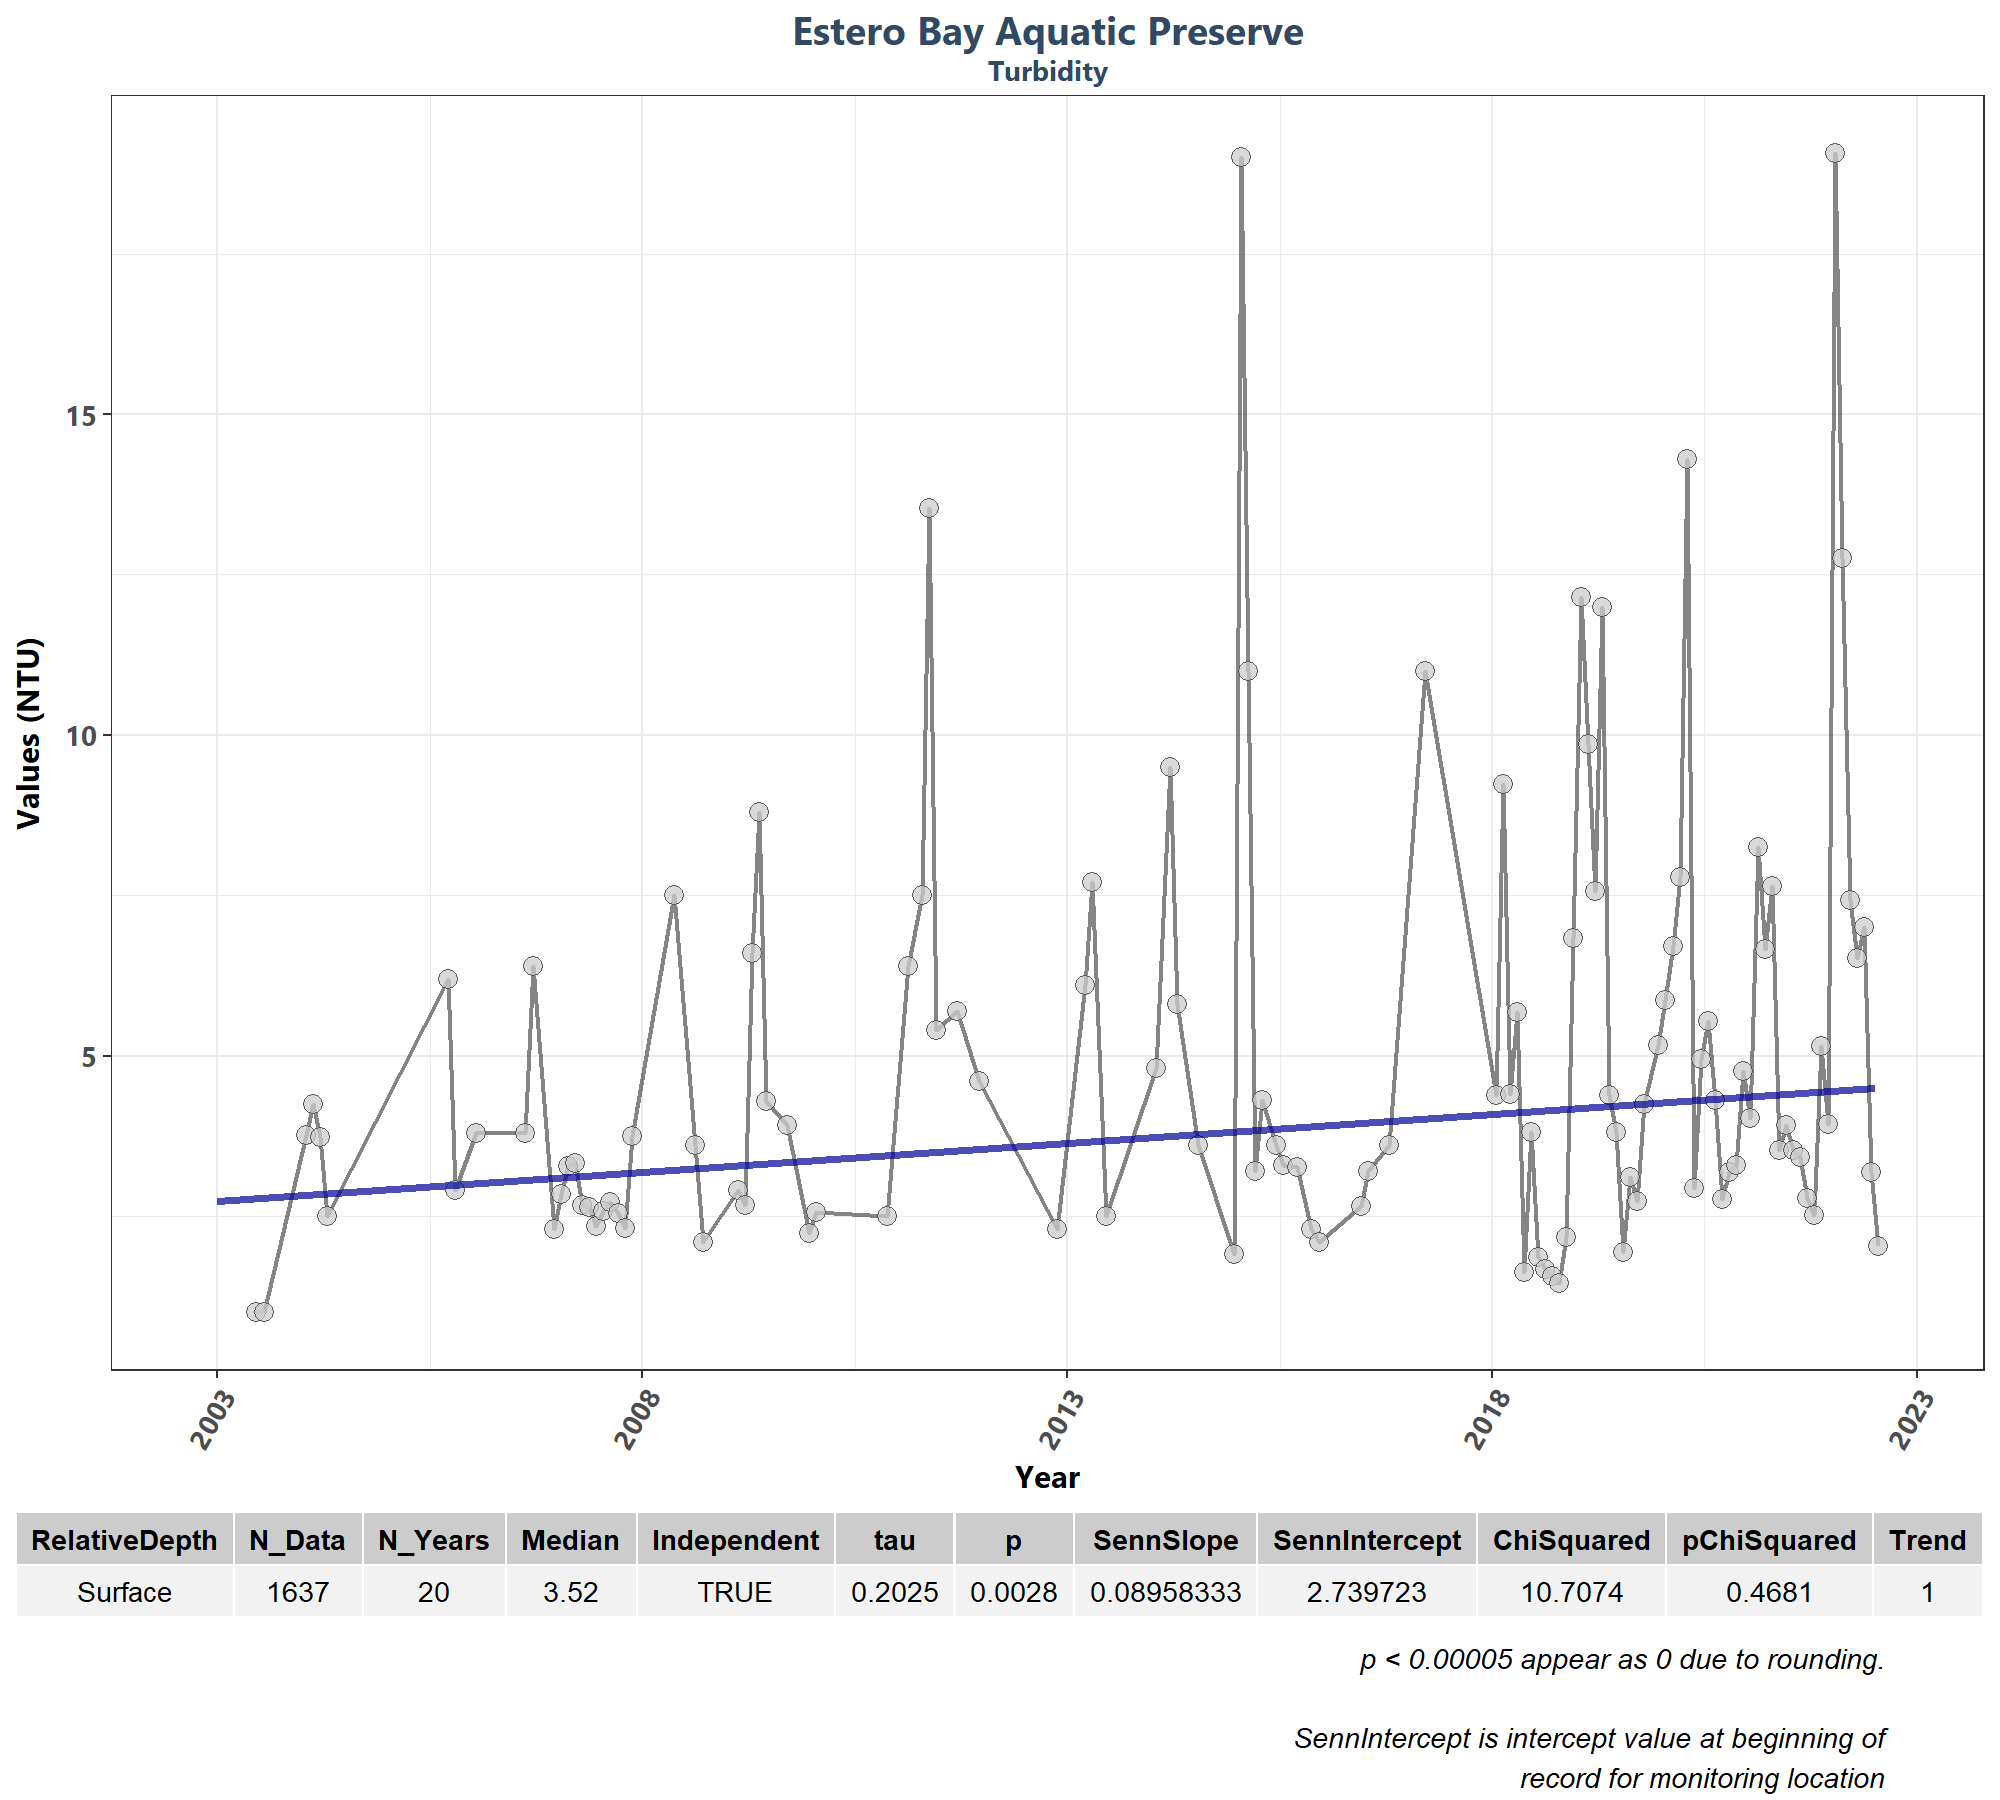 Estero Bay Aquatic Preserve
Turbidity
Values (NTU)
15
10
5
2003 2008 2013 2018 2023
Year
RelativeDepth N_Data N_Years Median Independent tau p SennSlope SennIntercept ChiSquared pChiSquared Trend
Surface 1637 20 3.52 TRUE 0.2025 0.0028 0.08958333 2.739723 10.7074 0.4681 1
p < 0.00005 appear as 0 due to rounding.
SennIntercept is intercept value at beginning of
record for monitoring location